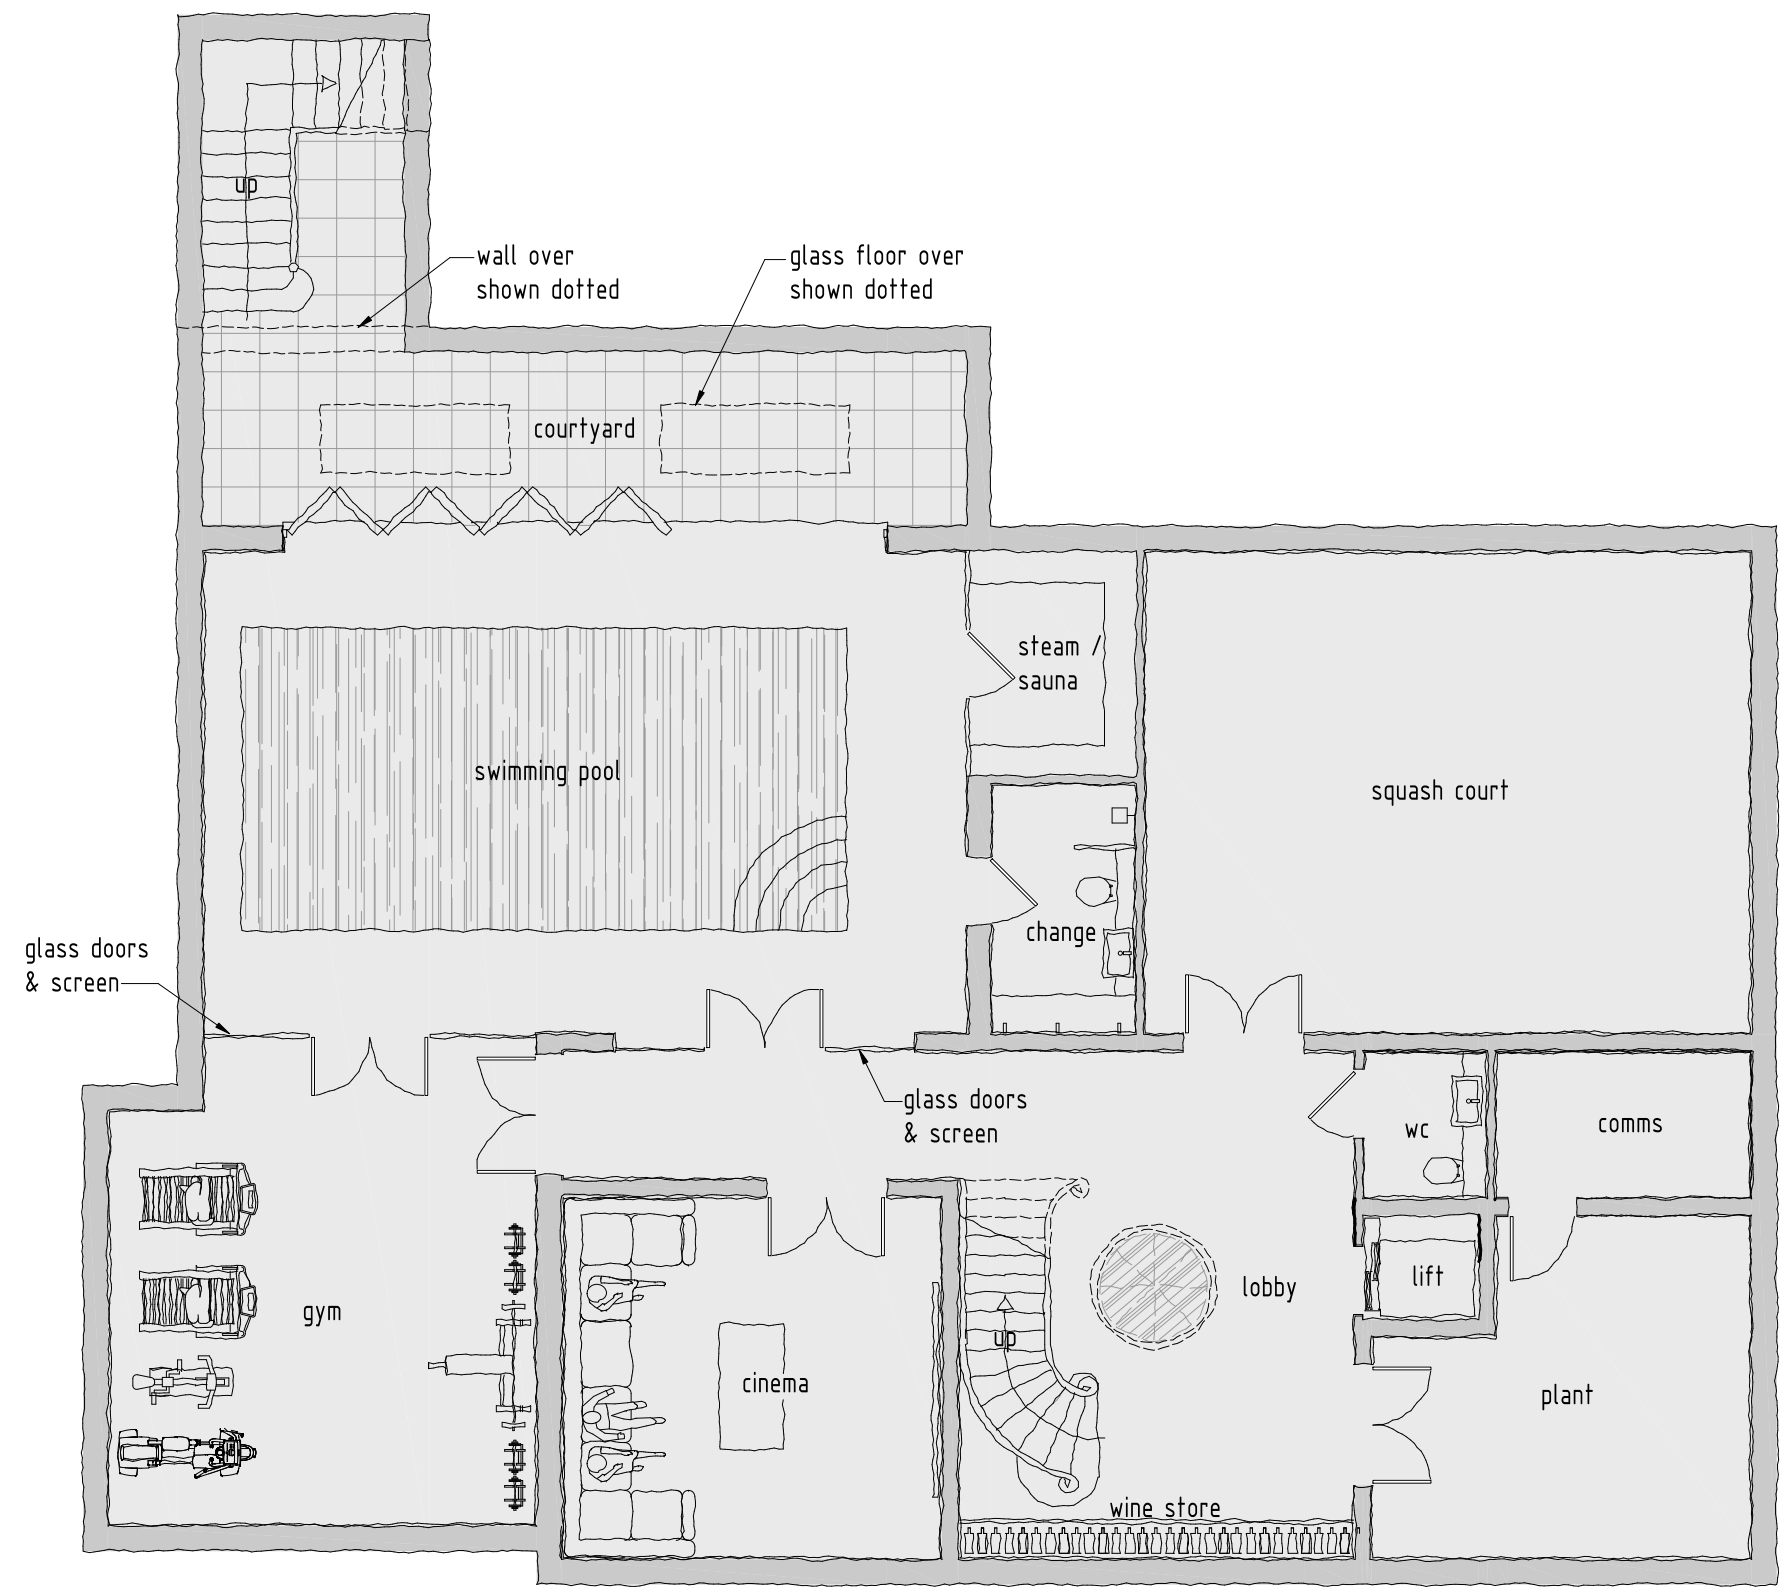 up
wall over
shown dotted
glass floor over
shown dotted
courtyard
steam /
sauna
swimming pool
squash court
change
glass doors
& screen
glass doors
& screen
wc
comms
gym
cinema
up
lobby
lift
plant
wine store